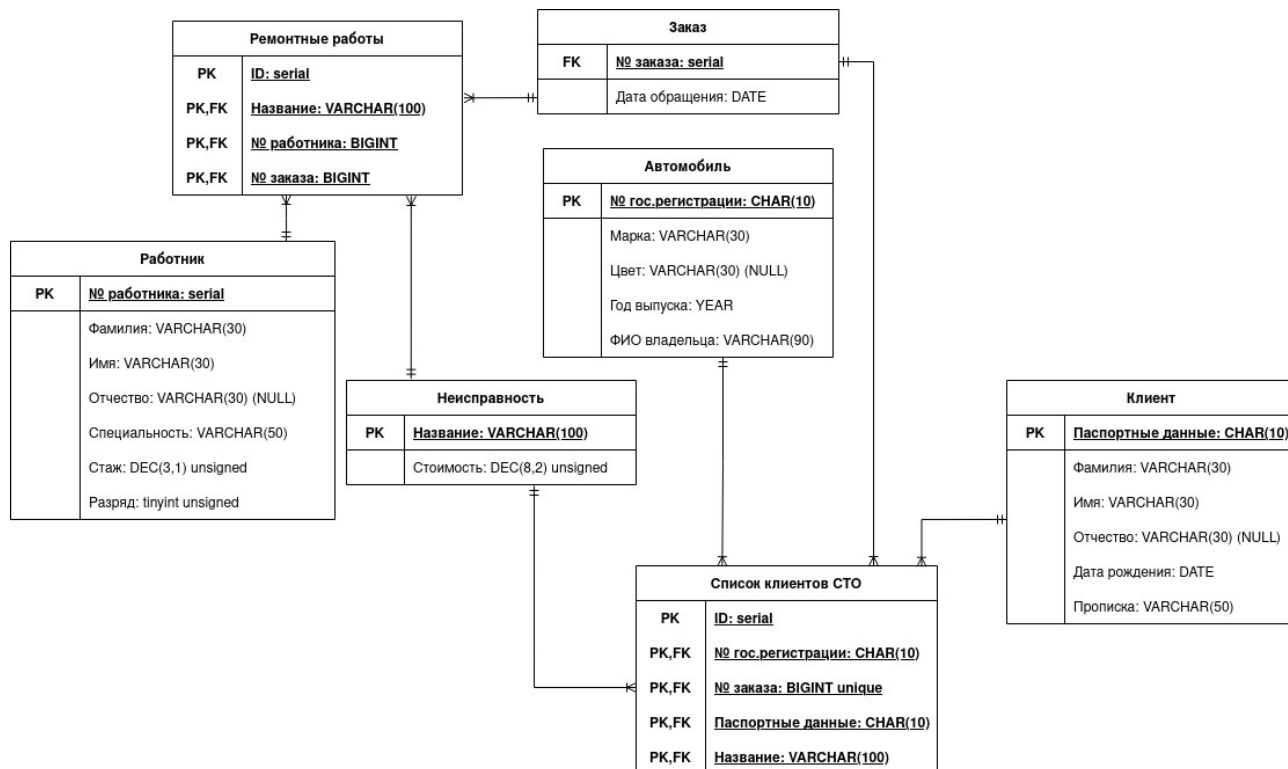 Ремонтные работы
PK ID: serial
PK,FK Название: VARCHAR(100)
PK,FK № работника: BIGINT
PK,FK № заказа: BIGINT
Заказ
FK № заказа: serial
Дата обращения: DATE
Автомобиль
PK № гос.регистрации: CHAR(10)
Марка: VARCHAR(30)
Цвет: VARCHAR(30) (NULL)
Год выпуска: YEAR
ФИО владельца: VARCHAR(90)
Работник
PK № работника: serial
Фамилия: VARCHAR(30)
Имя: VARCHAR(30)
Отчество: VARCHAR(30) (NULL)
Специальность: VARCHAR(50)
Стаж: DEC(3,1) unsigned
Разряд: tinyint unsigned
Неисправность
PK Название: VARCHAR(100)
Стоимость: DEC(8,2) unsigned
Клиент
PK Паспортные данные: CHAR(10)
Фамилия: VARCHAR(30)
Имя: VARCHAR(30)
Отчество: VARCHAR(30) (NULL)
Дата рождения: DATE
Прописка: VARCHAR(50)
Список клиентов СТО
PK ID: serial
PK,FK № гос.регистрации: CHAR(10)
PK,FK № заказа: BIGINT unique
PK,FK Паспортные данные: CHAR(10)
PK,FK Название: VARCHAR(100)